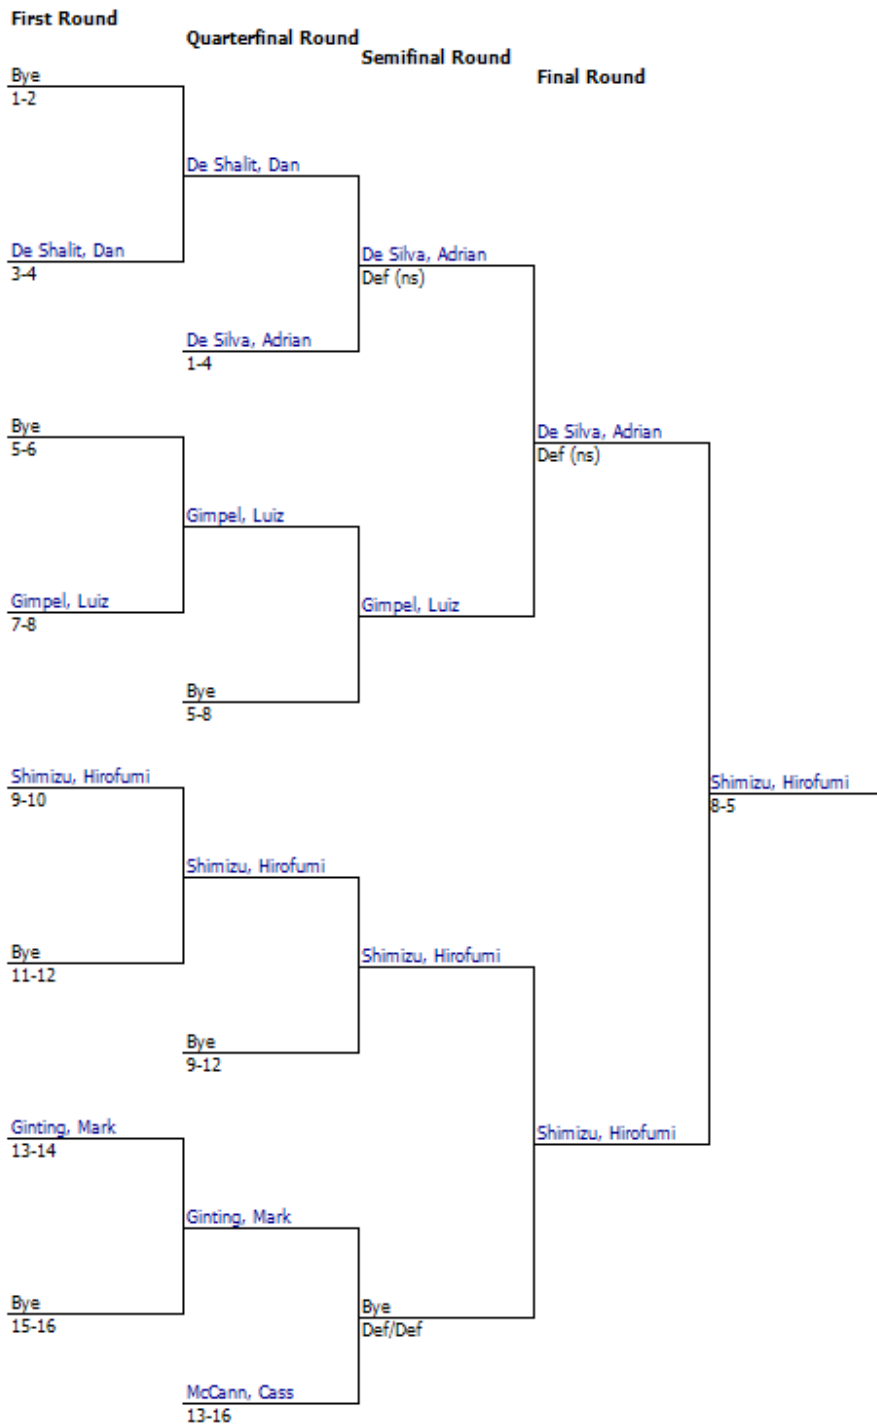 First Round
Quarterfinal Round
Semifinal Round
Final Round
Bye
1-2
De Shalit, Dan
De Shalit, Dan
3-4
De Silva, Adrian
Def (ns)
De Silva, Adrian
1-4
Bye
5-6
De Silva, Adrian
Def (ns)
Gimpel, Luiz
Gimpel, Luiz
7-8
Gimpel, Luiz
Bye
5-8
Shimizu, Hirofumi
9-10
Shimizu, Hirofumi
8-5
Shimizu, Hirofumi
Bye
11-12
Shimizu, Hirofumi
Bye
9-12
Ginting, Mark
13-14
Shimizu, Hirofumi
Ginting, Mark
Bye
15-16
Bye
Def/Def
McCann, Cass
13-16